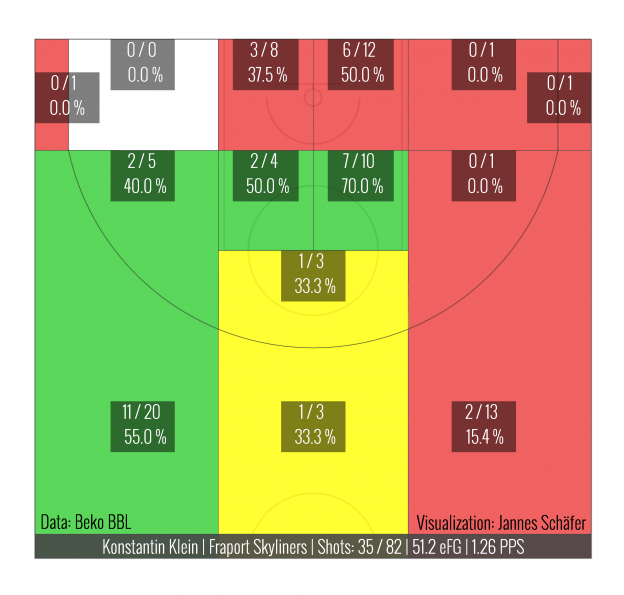 0 / 0
0.0 %
3 / 8
37.5 %
6 / 12
50.0 %
0 / 1
0.0 %
0 / 1
0.0 %
0 / 1
0.0 %
2 / 5
40.0 %
2 / 4
50.0 %
7 / 10
70.0 %
0 / 1
0.0 %
1 / 3
33.3 %
11 / 20
55.0 %
1 / 3
33.3 %
2 / 13
15.4 %
Data: Beko BBL
Visualization: Jannes Schäfer
Konstantin Klein | Fraport Skyliners | Shots: 35 / 82 | 51.2 eFG | 1.26 PPS